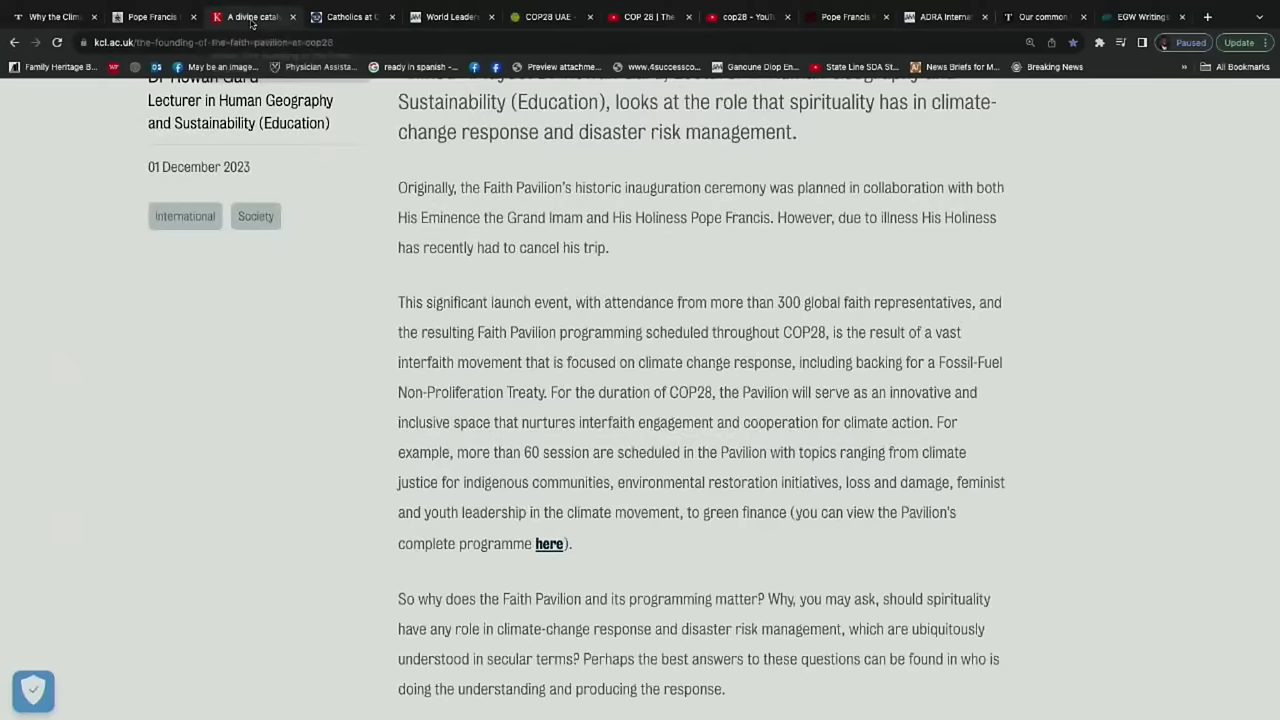 Why the Clim
Pope Francis
A divine catal
Catholics at C
World Leader
COP28 UAE -
COP 28 | The
cop28 - YouT
Pope Francis
ADRA Interna
Our common
EGW Writings
kcl.ac.uk/the-founding-of-the-faith-pavilion-at-cop28
Paused
Update
Family Heritage B...
May be an image...
Physician Assista...
ready in spanish -...
Preview attachme...
www.4successco...
Ganoune Diop En...
State Line SDA St...
News Briefs for M...
Breaking News
»
All Bookmarks
Lecturer in Human Geography
and Sustainability (Education)
01 December 2023
International
Society
Sustainability (Education), looks at the role that spirituality has in climate-
change response and disaster risk management.
Originally, the Faith Pavilion's historic inauguration ceremony was planned in collaboration with both
His Eminence the Grand Imam and His Holiness Pope Francis. However, due to illness His Holiness
has recently had to cancel his trip.
This significant launch event, with attendance from more than 300 global faith representatives, and
the resulting Faith Pavilion programming scheduled throughout COP28, is the result of a vast
interfaith movement that is focused on climate change response, including backing for a Fossil-Fuel
Non-Proliferation Treaty. For the duration of COP28, the Pavilion will serve as an innovative and
inclusive space that nurtures interfaith engagement and cooperation for climate action. For
example, more than 60 session are scheduled in the Pavilion with topics ranging from climate
justice for indigenous communities, environmental restoration initiatives, loss and damage, feminist
and youth leadership in the climate movement, to green finance (you can view the Pavilion's
complete programme here).
So why does the Faith Pavilion and its programming matter? Why, you may ask, should spirituality
have any role in climate-change response and disaster risk management, which are ubiquitously
understood in secular terms? Perhaps the best answers to these questions can be found in who is
doing the understanding and producing the response.